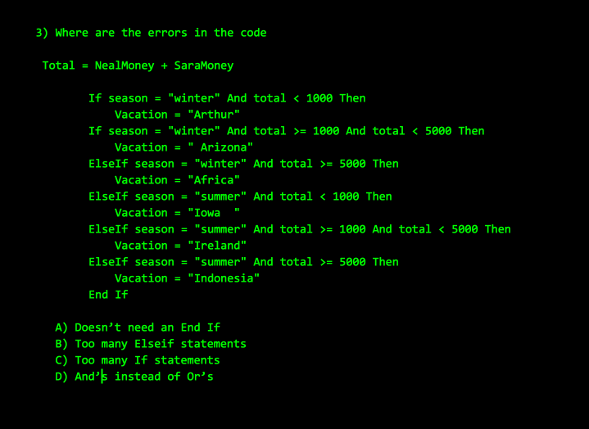 3) Where are the errors in the code
Total = NealMoney + SaraMoney
If season = "winter" And total < 1000 Then
Vacation = "Arthur"
If season = "winter" And total >= 1000 And total < 5000 Then
Vacation = " Arizona"
ElseIf season = "winter" And total >= 5000 Then
Vacation = "Africa"
ElseIf season = "summer" And total < 1000 Then
Vacation = "Iowa  "
ElseIf season = "summer" And total >= 1000 And total < 5000 Then
Vacation = "Ireland"
ElseIf season = "summer" And total >= 5000 Then
Vacation = "Indonesia"
End If
A) Doesn’t need an End If
B) Too many Elseif statements
C) Too many If statements
D) And’s instead of Or’s